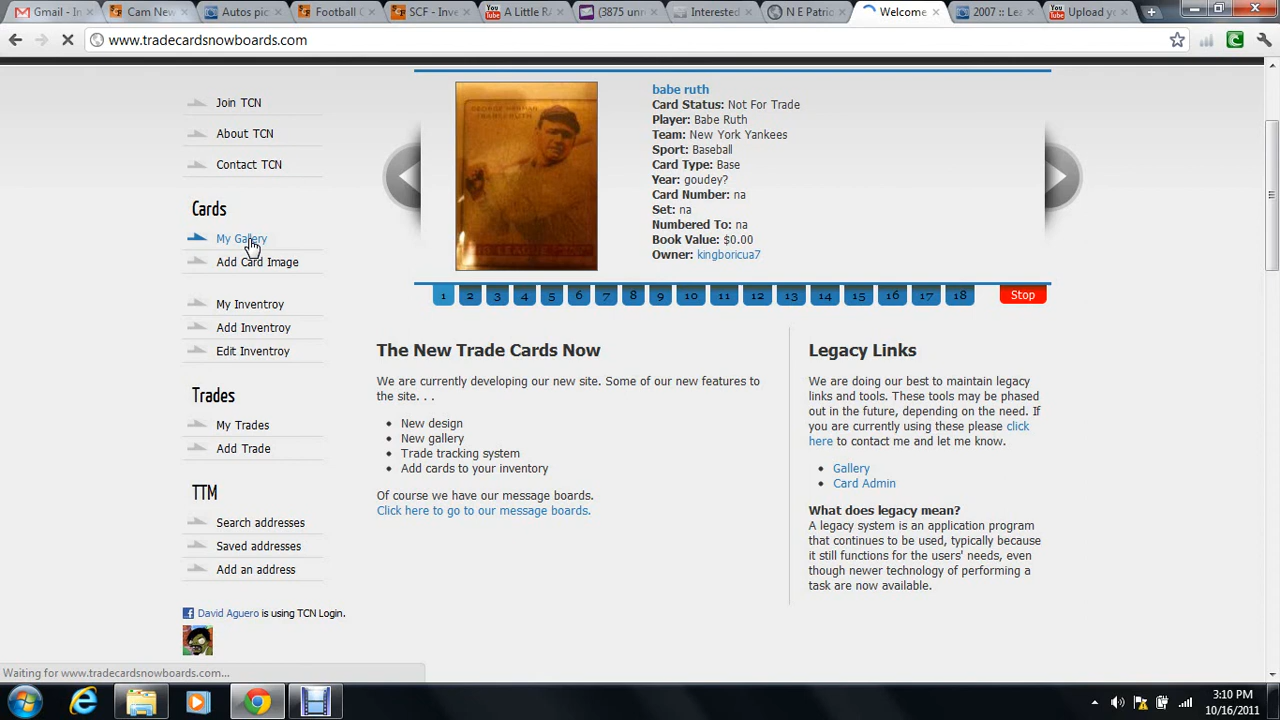 Gmail - In
Cam New
Autos pic
Football C
SCF - Inve
A Little RA
(3875 unr
Interested
N E Patric
Welcome
2007 :: Lea
Upload yo
www.tradecardsnowboards.com
Join TCN
About TCN
Contact TCN
Cards
My Gallery
Add Card Image
My Inventroy
Add Inventroy
Edit Inventroy
Trades
My Trades
Add Trade
TTM
Search addresses
Saved addresses
Add an address
David Aguero is using TCN Login.
babe ruth
Card Status: Not For Trade
Player: Babe Ruth
Team: New York Yankees
Sport: Baseball
Card Type: Base
Year: goudey?
Card Number: na
Set: na
Numbered To: na
Book Value: $0.00
Owner: kingboricua7
1 2 3 4 5 6 7 8 9 10 11 12 13 14 15 16 17 18 Stop
The New Trade Cards Now
We are currently developing our new site. Some of our new features to
the site. . .
• New design
• New gallery
• Trade tracking system
• Add cards to your inventory
Of course we have our message boards.
Click here to go to our message boards.
Legacy Links
We are doing our best to maintain legacy
links and tools. These tools may be phased
out in the future, depending on the need. If
you are currently using these please click
here to contact me and let me know.
• Gallery
• Card Admin
What does legacy mean?
A legacy system is an application program
that continues to be used, typically because
it still functions for the users' needs, even
though newer technology of performing a
task are now available.
Waiting for www.tradecardsnowboards.com...
3:10 PM
10/16/2011